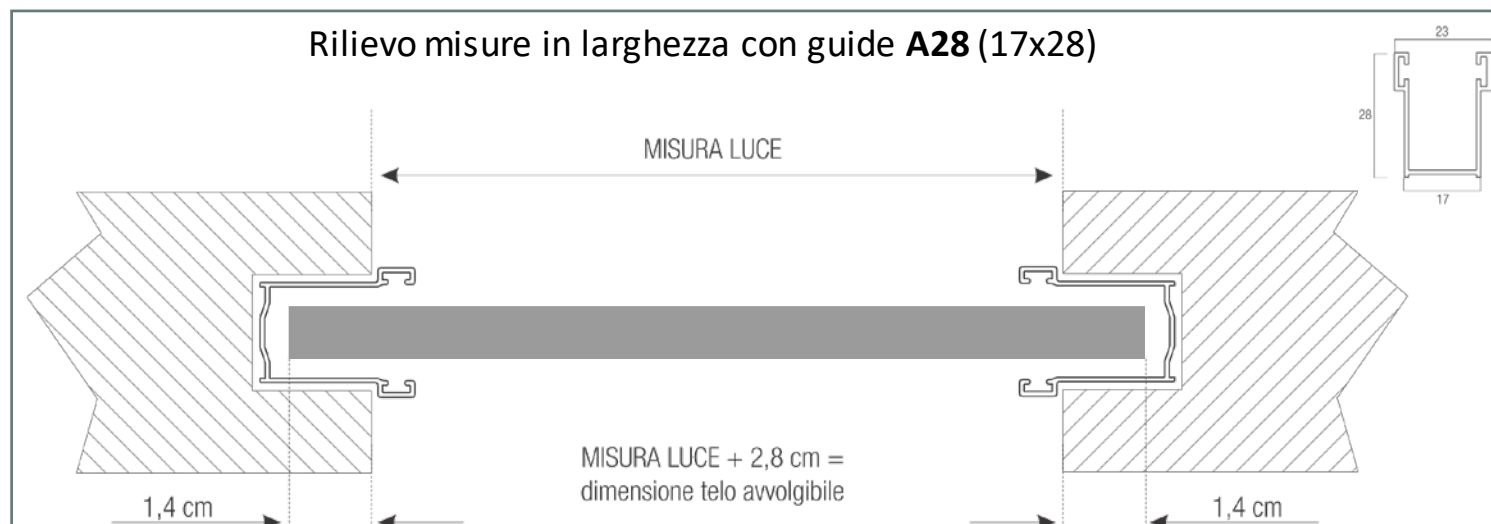 Rilievo misure in larghezza con guide A28 (17x28)
23
28
17
MISURA LUCE
MISURA LUCE + 2,8 cm =
dimensione telo avvolgibile
1,4 cm
1,4 cm